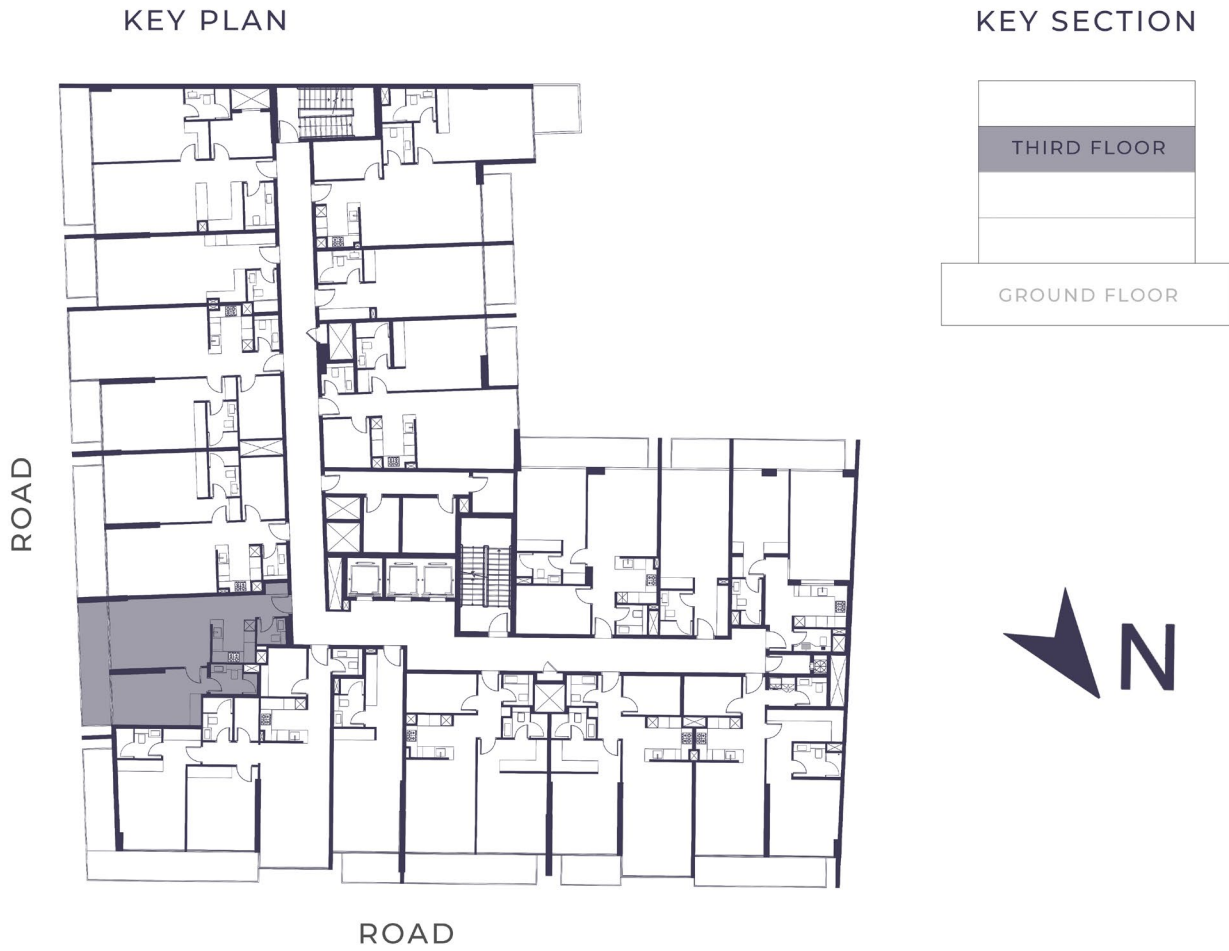 KEY PLAN
KEY SECTION
THIRD FLOOR
GROUND FLOOR
ROAD
N
ROAD